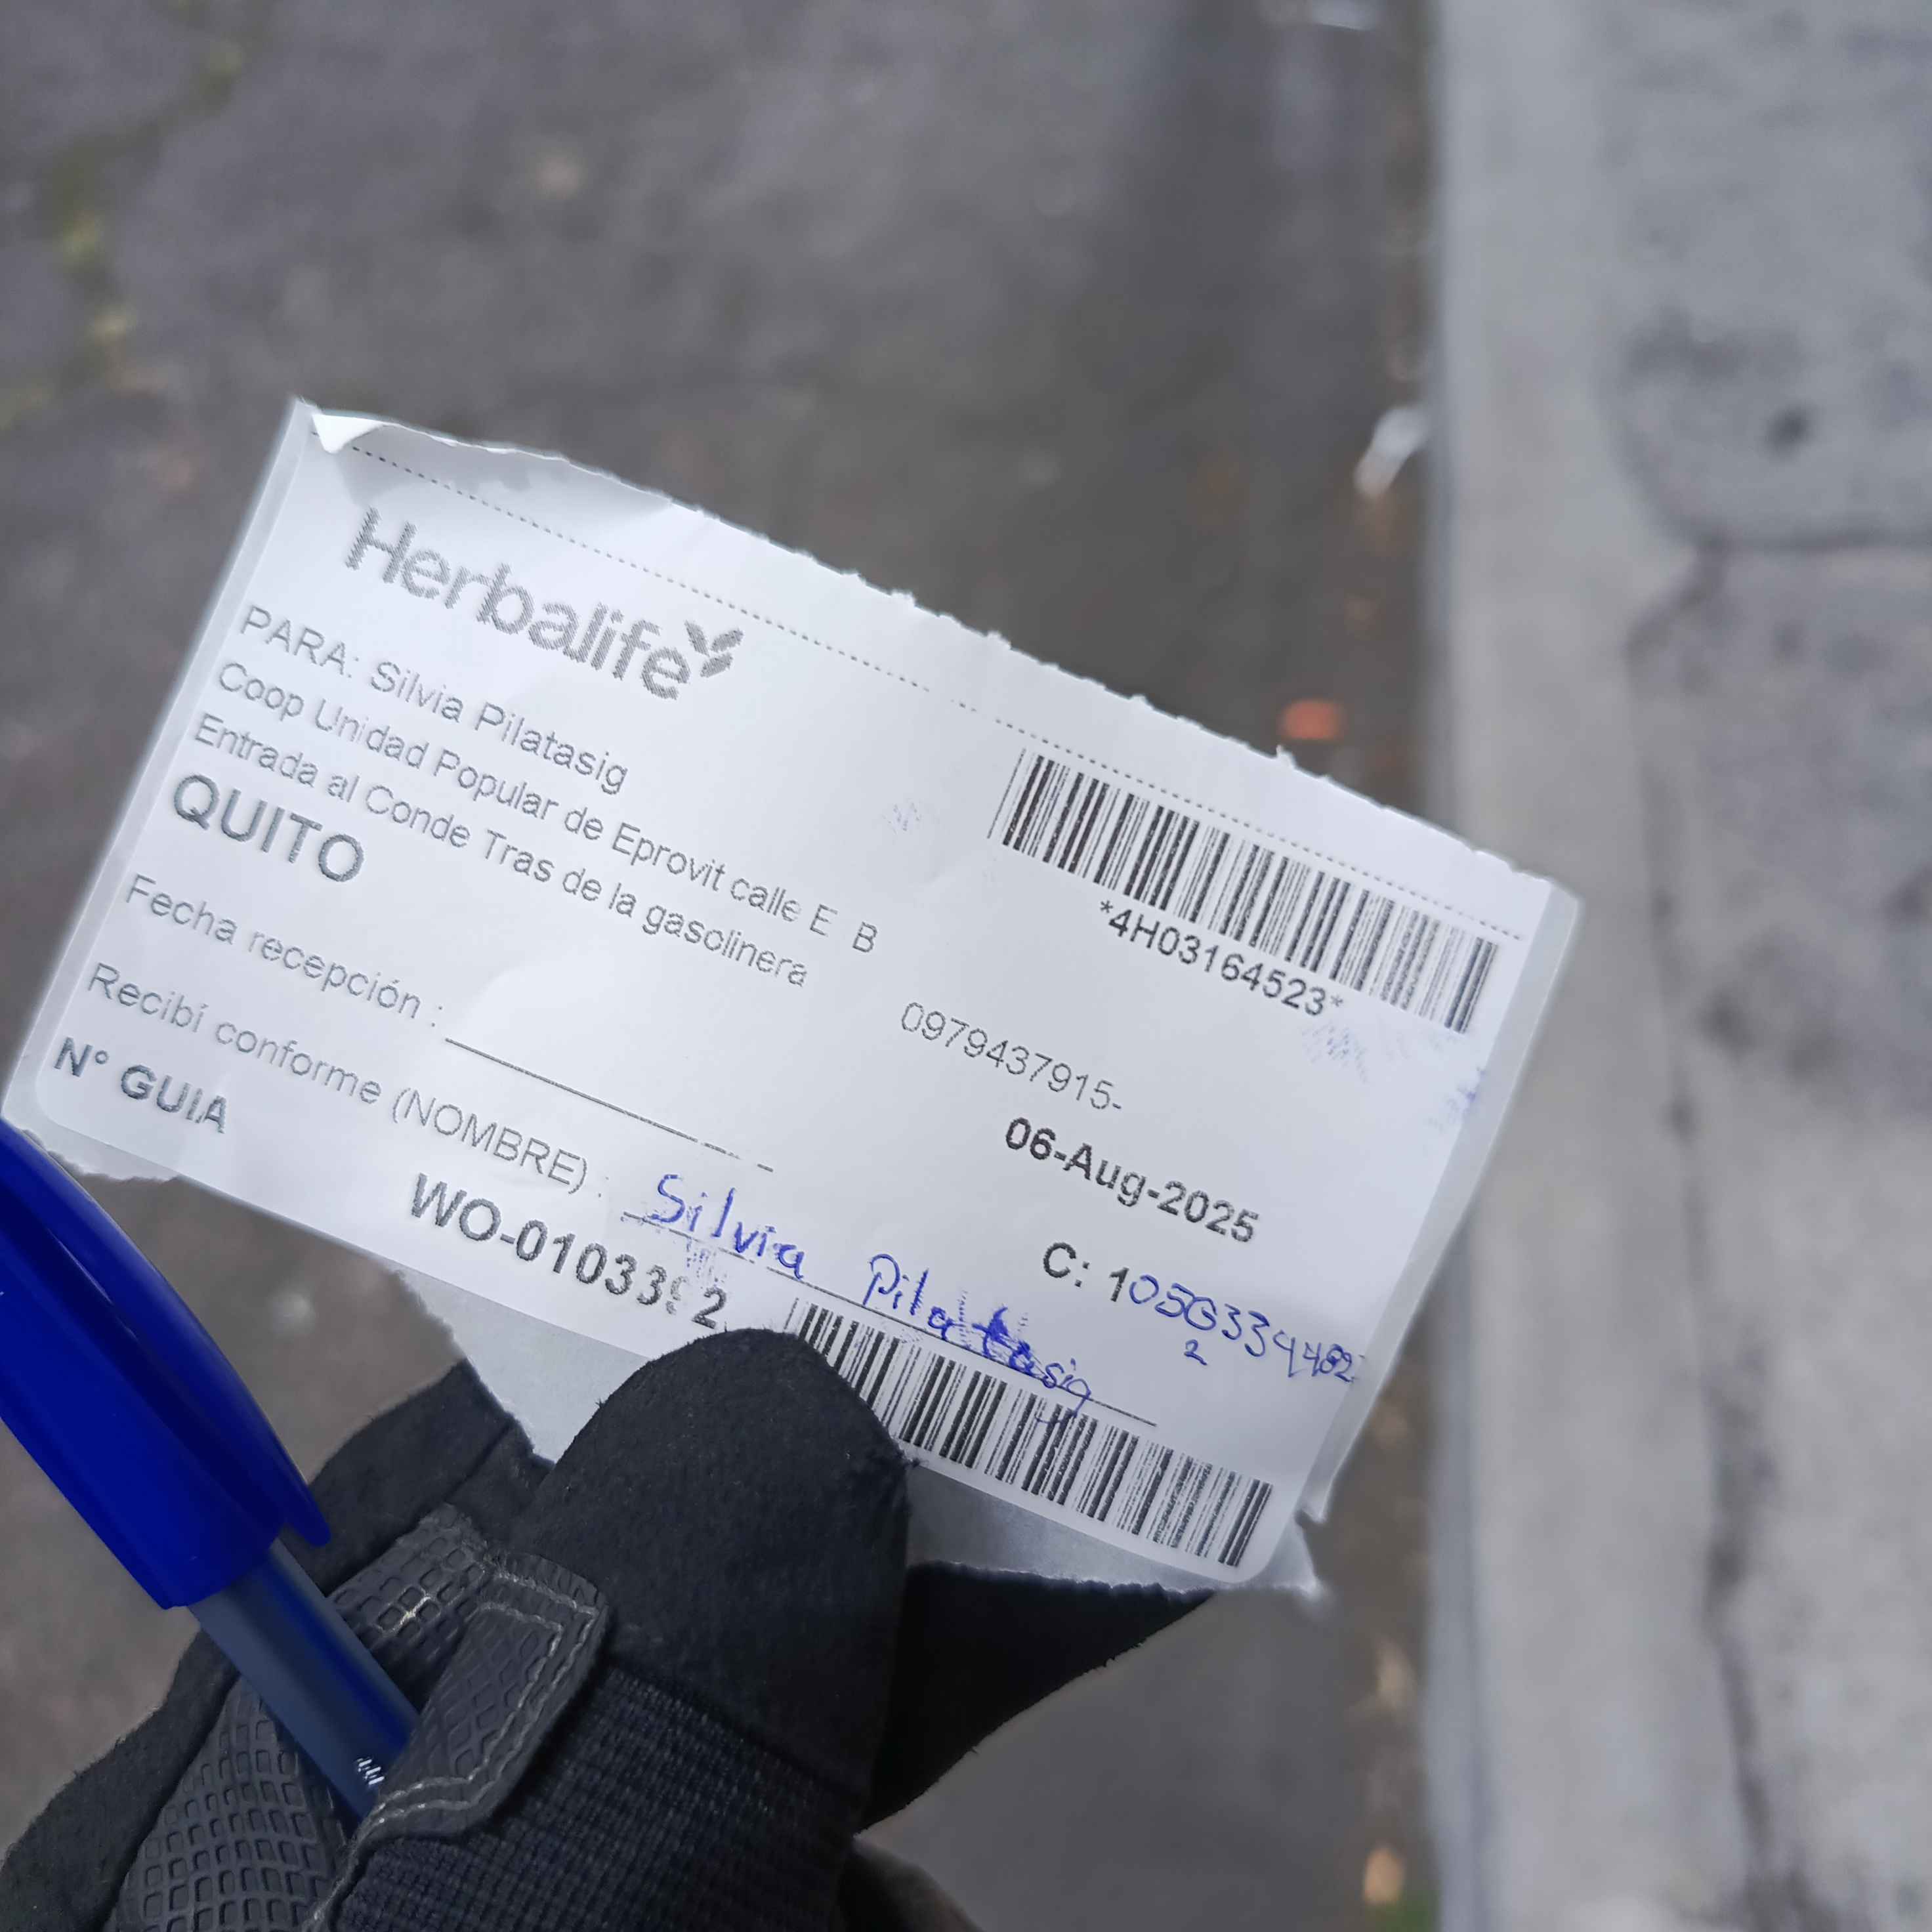 Herbalife
PARA: Silvia Pilatasig
Coop Unidad Popular de Eprovit calle E B
Entrada al Conde Tras de la gasolinera
QUITO
*4H03164523*
0979437915-
Fecha recepción :
06-Aug-2025
Recibí conforme (NOMBRE) : Silvia Pilatasig
C: 1
N° GUIA